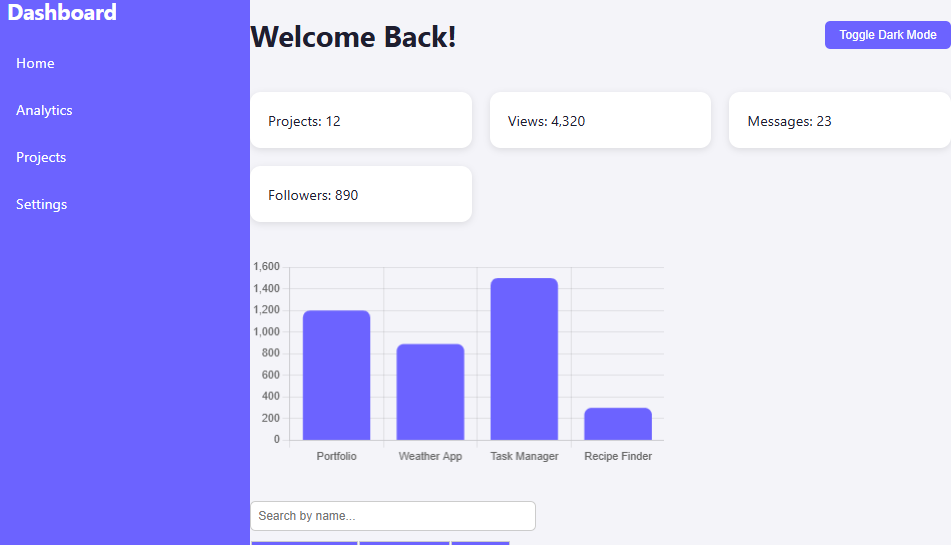 Dashboard
Home
Analytics
Projects
Settings
Welcome Back!
Toggle Dark Mode
Projects: 12
Views: 4,320
Messages: 23
Followers: 890
1,600
1,400
1,200
1,000
800
600
400
200
0
Portfolio
Weather App
Task Manager
Recipe Finder
Search by name...